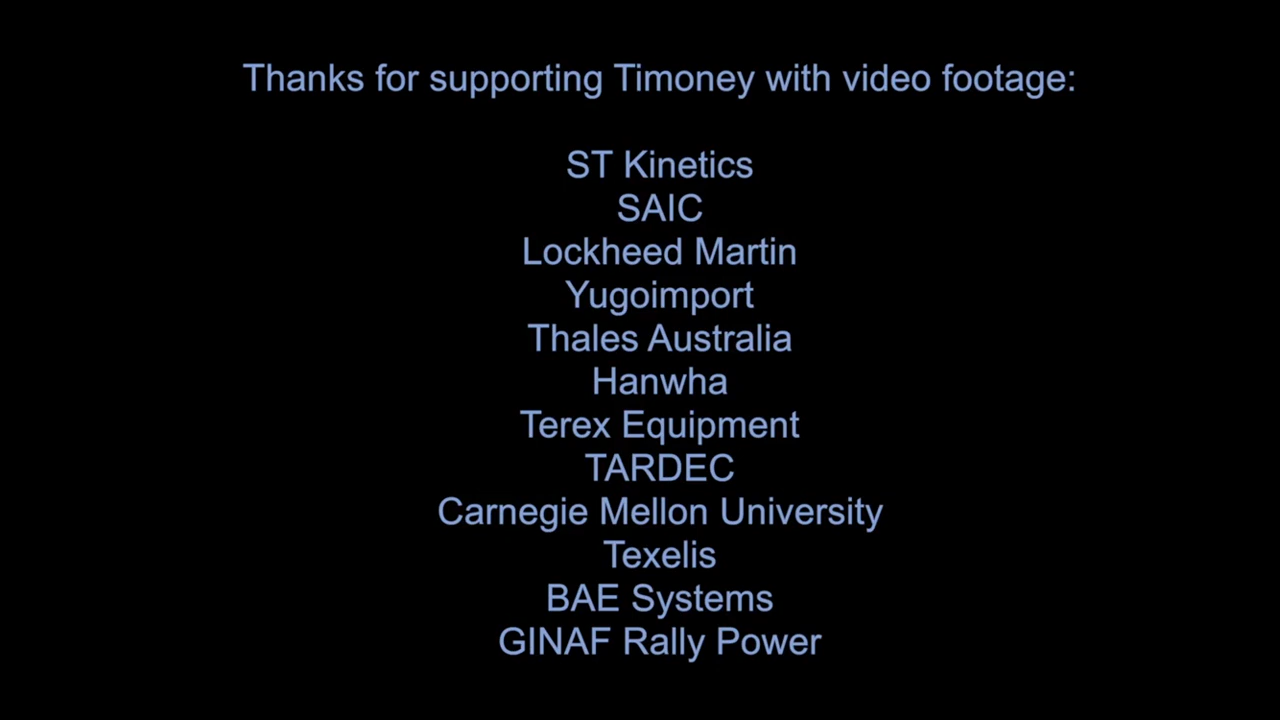 Thanks for supporting Timoney with video footage:
ST Kinetics
SAIC
Lockheed Martin
Yugoimport
Thales Australia
Hanwha
Terex Equipment
TARDEC
Carnegie Mellon University
Texelis
BAE Systems
GINAF Rally Power